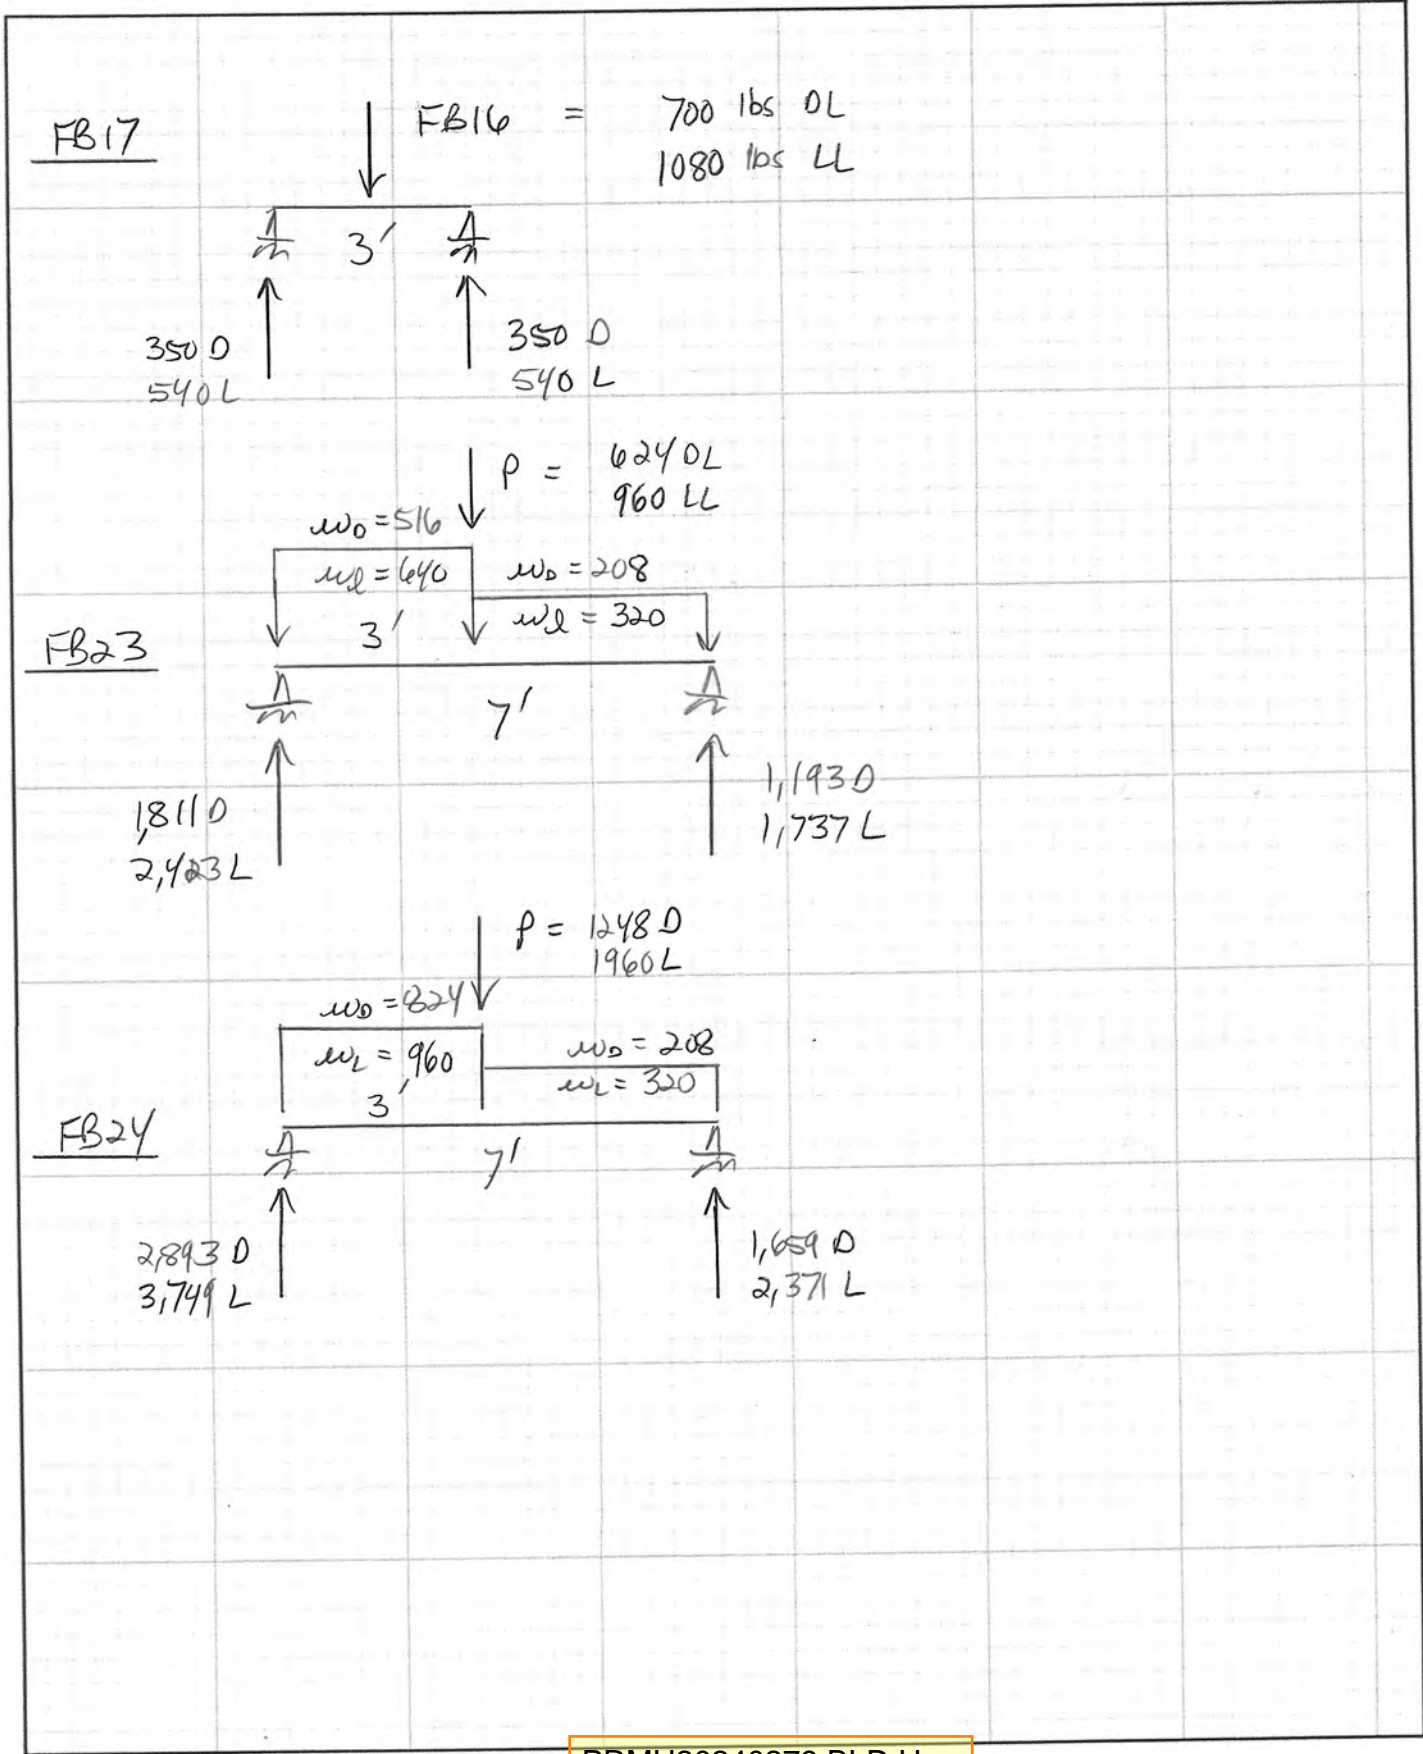 FB17
FB16 = 700 lbs DL
1080 lbs LL
3'
350 D
540 L
350 D
540 L
P = 624 DL
960 LL
wD = 516
wl = 640
wD = 208
wl = 320
3'
FB23
7'
1,811 D
2,423 L
1,193 D
1,737 L
P = 1248 D
1960 L
wD = 824
wL = 960
wD = 208
wL = 320
3'
FB24
7'
2,893 D
3,749 L
1,659 D
2,371 L